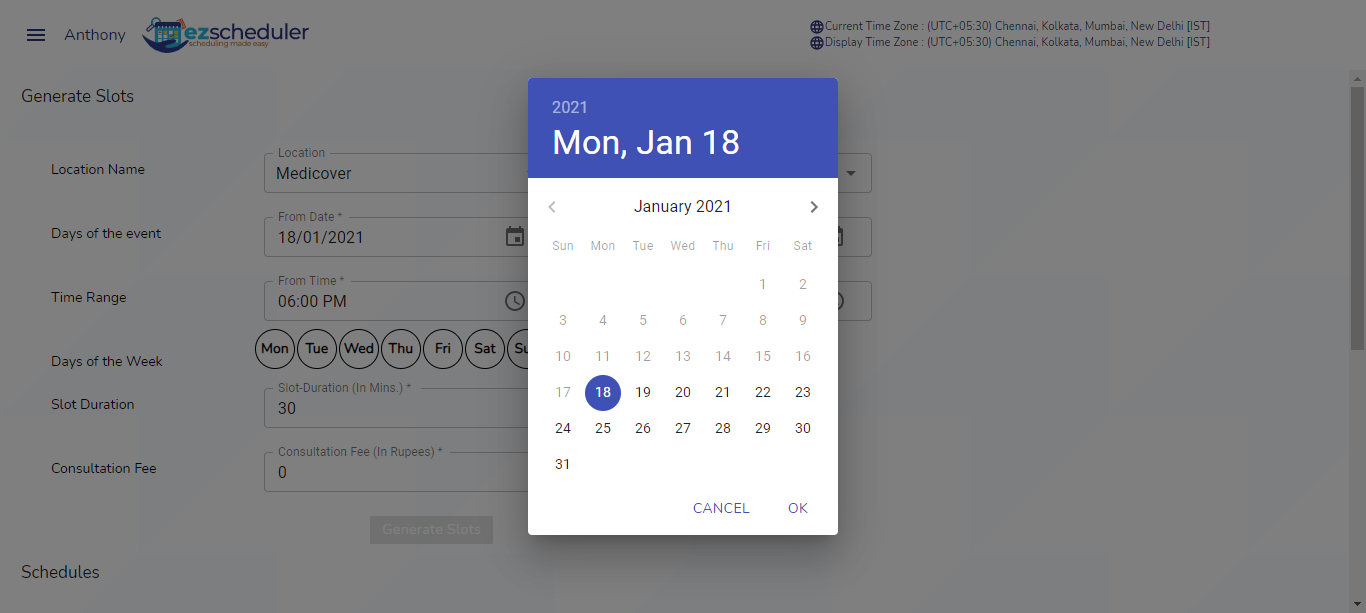 Anthony
ezscheduler
scheduling made easy
Current Time Zone : (UTC+05:30) Chennai, Kolkata, Mumbai, New Delhi [IST]
Display Time Zone : (UTC+05:30) Chennai, Kolkata, Mumbai, New Delhi [IST]
Generate Slots
Location Name
Location
Medicover
Days of the event
From Date *
18/01/2021
Time Range
From Time *
06:00 PM
Days of the Week
Mon Tue Wed Thu Fri Sat Su
Slot Duration
Slot-Duration (In Mins.) *
30
Consultation Fee
Consultation Fee (In Rupees) *
0
Generate Slots
Schedules
2021
Mon, Jan 18
January 2021
Sun Mon Tue Wed Thu Fri Sat
1 2
3 4 5 6 7 8 9
10 11 12 13 14 15 16
17 18 19 20 21 22 23
24 25 26 27 28 29 30
31
CANCEL OK